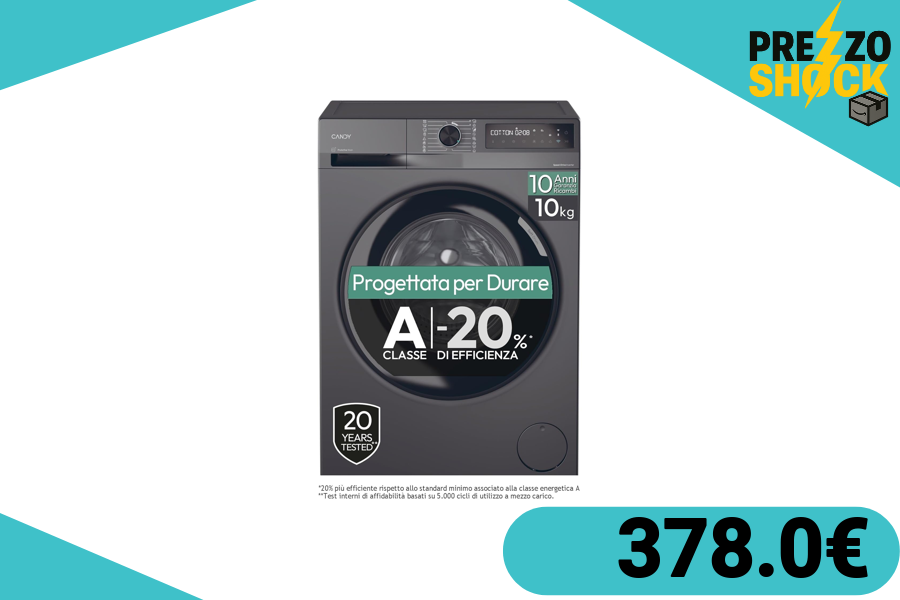 PREZZO
SHOCK
CANDY
COTTON
10 Anni
Garanzia
Ricambi
10kg
Progettata per Durare
A -20%*
CLASSE DI EFFICIENZA
20
YEARS
TESTED**
*20% più efficiente rispetto allo standard minimo associato alla classe energetica A
**Test interni di affidabilità basati su 5.000 cicli di utilizzo a mezzo carico.
378.0€